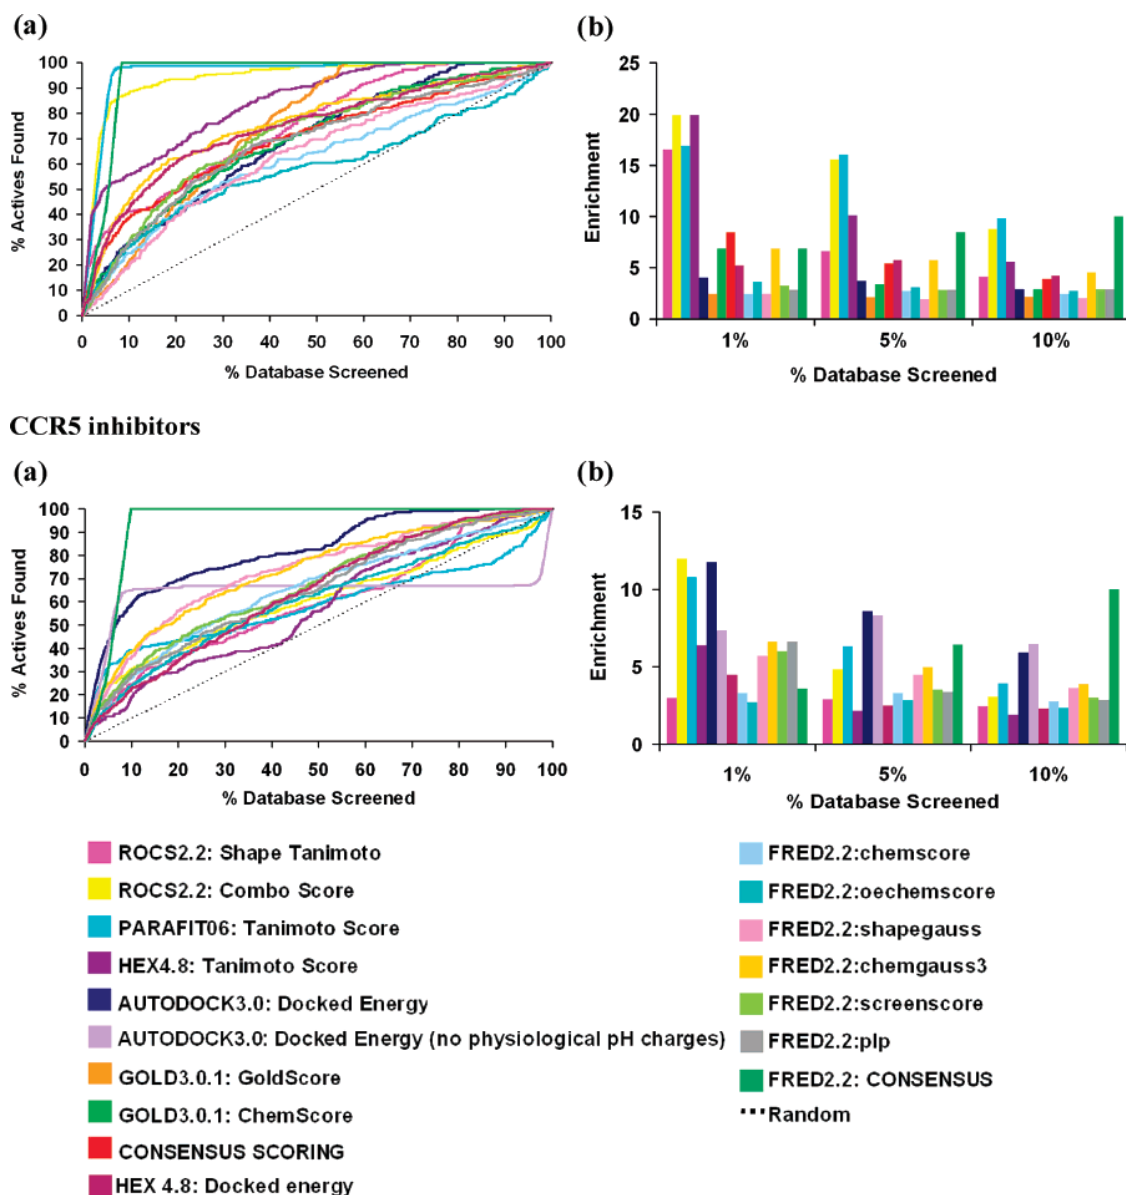 (a)
(b)
100
90
80
70
60
50
40
30
20
10
0
% Actives Found
0 10 20 30 40 50 60 70 80 90 100
% Database Screened
25
20
15
10
5
0
Enrichment
1% 5% 10%
% Database Screened
CCR5 inhibitors
(a)
(b)
100
90
80
70
60
50
40
30
20
10
0
% Actives Found
0 10 20 30 40 50 60 70 80 90 100
% Database Screened
15
10
5
0
Enrichment
1% 5% 10%
% Database Screened
ROCS2.2: Shape Tanimoto
ROCS2.2: Combo Score
PARAFIT06: Tanimoto Score
HEX4.8: Tanimoto Score
AUTODOCK3.0: Docked Energy
AUTODOCK3.0: Docked Energy (no physiological pH charges)
GOLD3.0.1: GoldScore
GOLD3.0.1: ChemScore
CONSENSUS SCORING
HEX 4.8: Docked energy
FRED2.2:chemscore
FRED2.2:oechemscore
FRED2.2:shapegauss
FRED2.2:chemgauss3
FRED2.2:screenscore
FRED2.2:plp
FRED2.2: CONSENSUS
Random